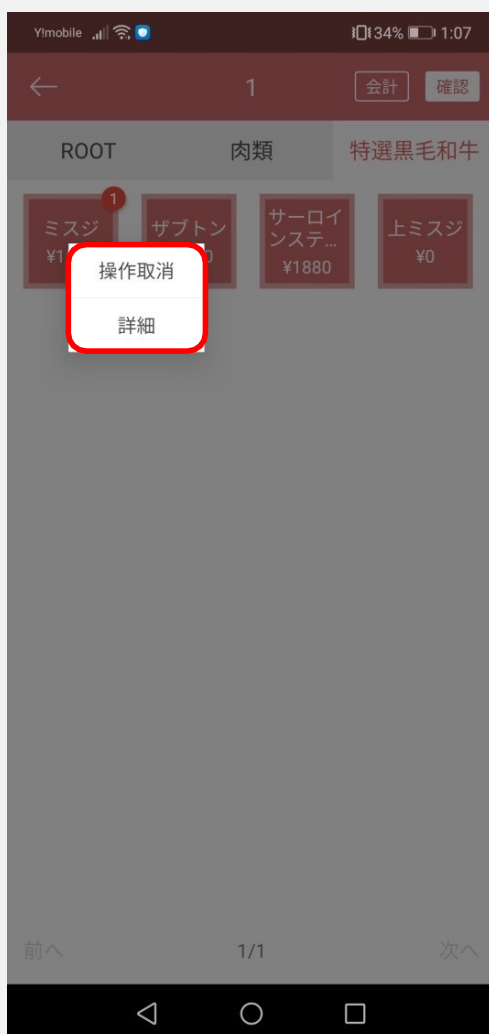 Y!mobile 34% 1:07
1 会計 確認
ROOT 肉類 特選黒毛和牛
1
ミスジ
¥1
ザブトン
0
サーロイ
ンステ...
¥1880
上ミスジ
¥0
操作取消
詳細
前へ 1/1 次へ